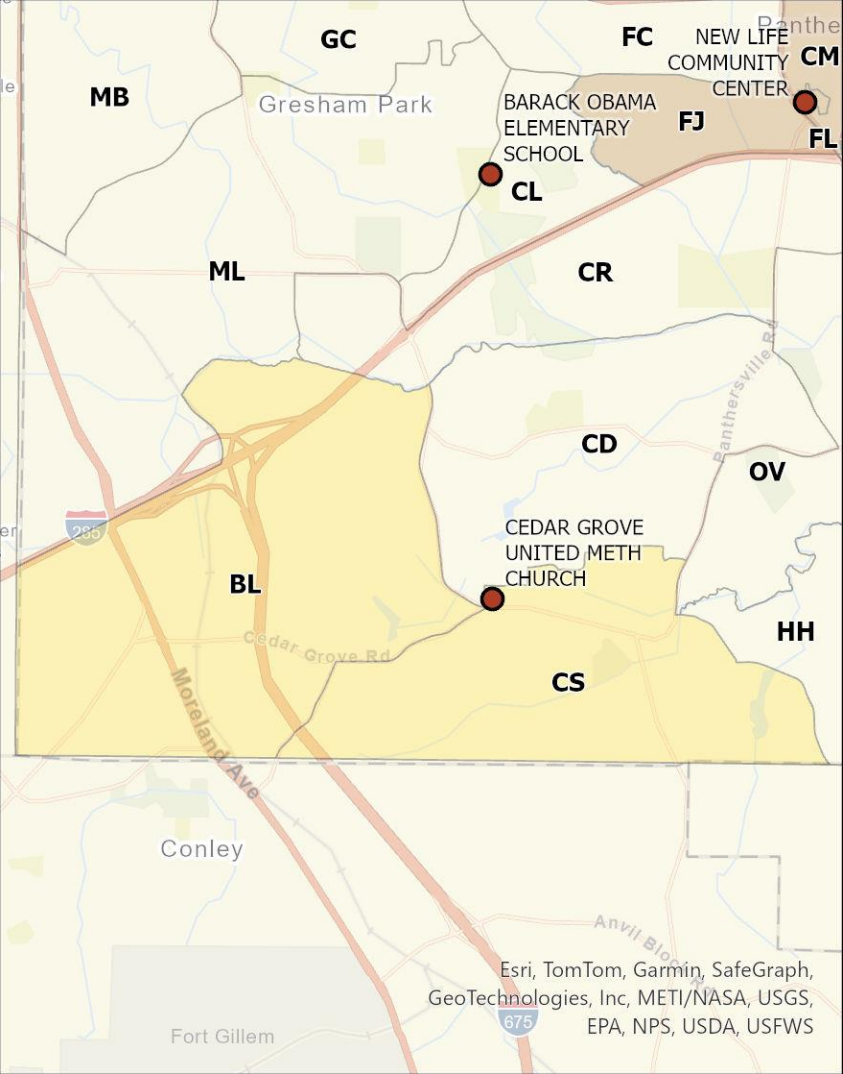 GC
FC
Panthe
NEW LIFE
COMMUNITY
CENTER
CM
MB
le
Gresham Park
BARACK OBAMA
ELEMENTARY
SCHOOL
FJ
FL
CL
ML
CR
Panthersville Rd
CD
OV
285
er
CEDAR GROVE
UNITED METH
CHURCH
BL
HH
Cedar Grove Rd
CS
Moreland Ave
Conley
Anvil Block Rd
Esri, TomTom, Garmin, SafeGraph,
GeoTechnologies, Inc, METI/NASA, USGS,
EPA, NPS, USDA, USFWS
675
Fort Gillem